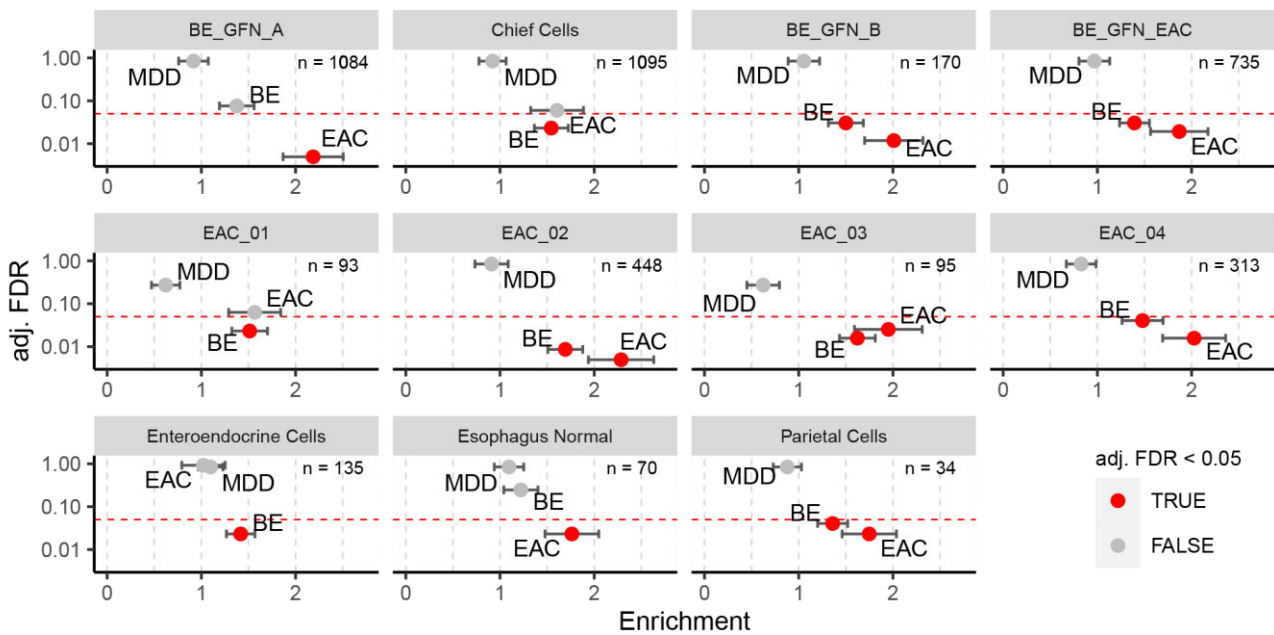 BE_GFN_A
Chief Cells
BE_GFN_B
BE_GFN_EAC
1.00
0.10
0.01
n = 1084
MDD
BE
EAC
n = 1095
MDD
BE
EAC
n = 170
MDD
BE
EAC
n = 735
MDD
BE
EAC
0 1 2
0 1 2
0 1 2
0 1 2
EAC_01
EAC_02
EAC_03
EAC_04
1.00
0.10
0.01
n = 93
MDD
EAC
BE
n = 448
MDD
BE
EAC
n = 95
MDD
EAC
BE
n = 313
MDD
BE
EAC
0 1 2
0 1 2
0 1 2
0 1 2
Enteroendocrine Cells
Esophagus Normal
Parietal Cells
1.00
0.10
0.01
n = 135
EAC
MDD
BE
n = 70
MDD
BE
EAC
n = 34
MDD
BE
EAC
0 1 2
0 1 2
0 1 2
adj. FDR
Enrichment
adj. FDR < 0.05
TRUE
FALSE